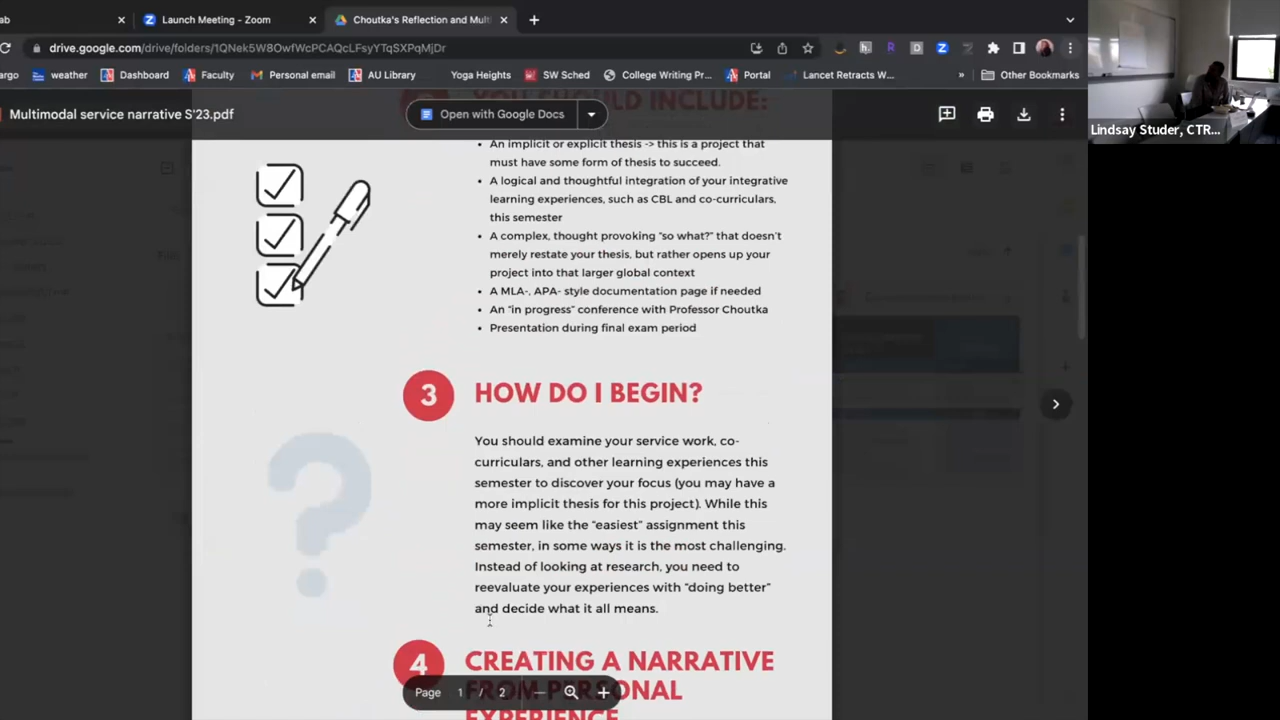 ab
Launch Meeting - Zoom
Choutka's Reflection and Mult
drive.google.com/drive/folders/1QNek5W8OwfWcPCAQcLFsyYTqSXPqMjDr
argo
weather
Dashboard
Faculty
Personal email
AU Library
Yoga Heights
SW Sched
College Writing Pr...
Portal
Lancet Retracts W...
»
Other Bookmarks
Multimodal service narrative S'23.pdf
Open with Google Docs
YOU SHOULD INCLUDE:
• An implicit or explicit thesis -> this is a project that
must have some form of thesis to succeed.
• A logical and thoughtful integration of your integrative
learning experiences, such as CBL and co-curriculars,
this semester
• A complex, thought provoking "so what?" that doesn't
merely restate your thesis, but rather opens up your
project into that larger global context
• A MLA-, APA- style documentation page if needed
• An "in progress" conference with Professor Choutka
• Presentation during final exam period
3
HOW DO I BEGIN?
You should examine your service work, co-
curriculars, and other learning experiences this
semester to discover your focus (you may have a
more implicit thesis for this project). While this
may seem like the "easiest" assignment this
semester, in some ways it is the most challenging.
Instead of looking at research, you need to
reevaluate your experiences with "doing better"
and decide what it all means.
4
CREATING A NARRATIVE
FROM PERSONAL
EXPERIENCE
Page 1 / 2
Lindsay Studer, CTR...